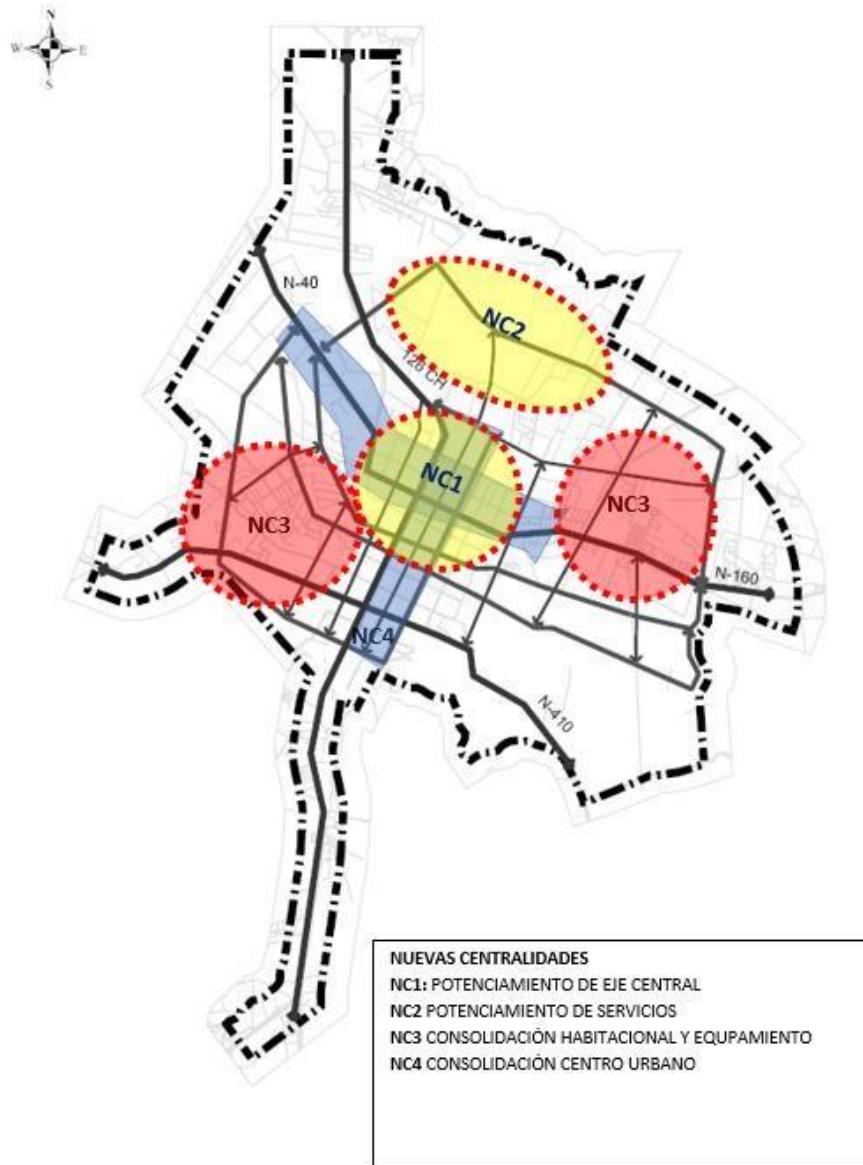 N
W E
S
N-40
NC2
128 CH
NC1
NC3
NC3
N-160
NC4
N-410
NUEVAS CENTRALIDADES
NC1: POTENCIAMIENTO DE EJE CENTRAL
NC2 POTENCIAMIENTO DE SERVICIOS
NC3 CONSOLIDACIÓN HABITACIONAL Y EQUPAMIENTO
NC4 CONSOLIDACIÓN CENTRO URBANO